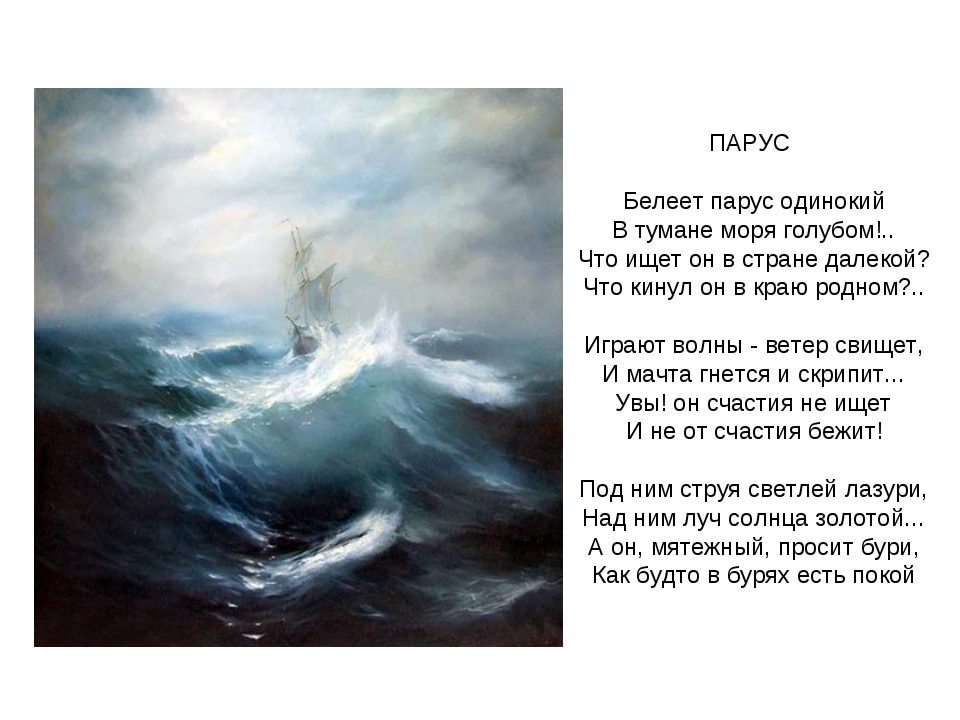 ПАРУС
Белеет парус одинокий
В тумане моря голубом!..
Что ищет он в стране далекой?
Что кинул он в краю родном?..
Играют волны - ветер свищет,
И мачта гнется и скрипит...
Увы! он счастия не ищет
И не от счастия бежит!
Под ним струя светлей лазури,
Над ним луч солнца золотой...
А он, мятежный, просит бури,
Как будто в бурях есть покой